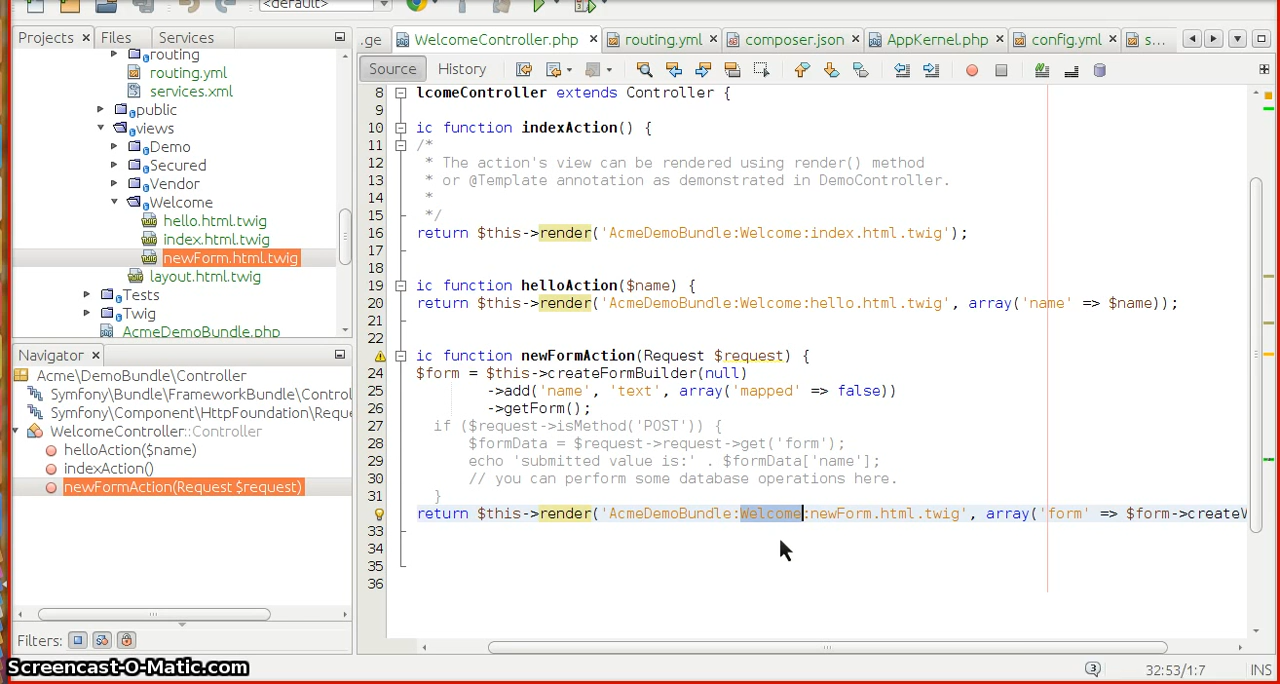 <default>
Projects Files Services
routing
routing.yml
services.xml
public
views
Demo
Secured
Vendor
Welcome
hello.html.twig
index.html.twig
newForm.html.twig
layout.html.twig
Tests
Twig
AcmeDemoBundle.php
Navigator
Acme\DemoBundle\Controller
Symfony\Bundle\FrameworkBundle\Control
Symfony\Component\HttpFoundation\Reque
WelcomeController::Controller
helloAction($name)
indexAction()
newFormAction(Request $request)
Filters:
.ge WelcomeController.php routing.yml composer.json AppKernel.php config.yml s...
Source History
8 lcomeController extends Controller {
9
10 ic function indexAction() {
11 /*
12 * The action's view can be rendered using render() method
13 * or @Template annotation as demonstrated in DemoController.
14 *
15 */
16 return $this->render('AcmeDemoBundle:Welcome:index.html.twig');
17
18
19 ic function helloAction($name) {
20 return $this->render('AcmeDemoBundle:Welcome:hello.html.twig', array('name' => $name));
21
22
ic function newFormAction(Request $request) {
24 $form = $this->createFormBuilder(null)
25 ->add('name', 'text', array('mapped' => false))
26 ->getForm();
27 if ($request->isMethod('POST')) {
28 $formData = $request->request->get('form');
29 echo 'submitted value is:' . $formData['name'];
30 // you can perform some database operations here.
31 }
return $this->render('AcmeDemoBundle:Welcome:newForm.html.twig', array('form' => $form->createV
33
34
35
36
3 32:53/1:7 INS
Screencast-O-Matic.com